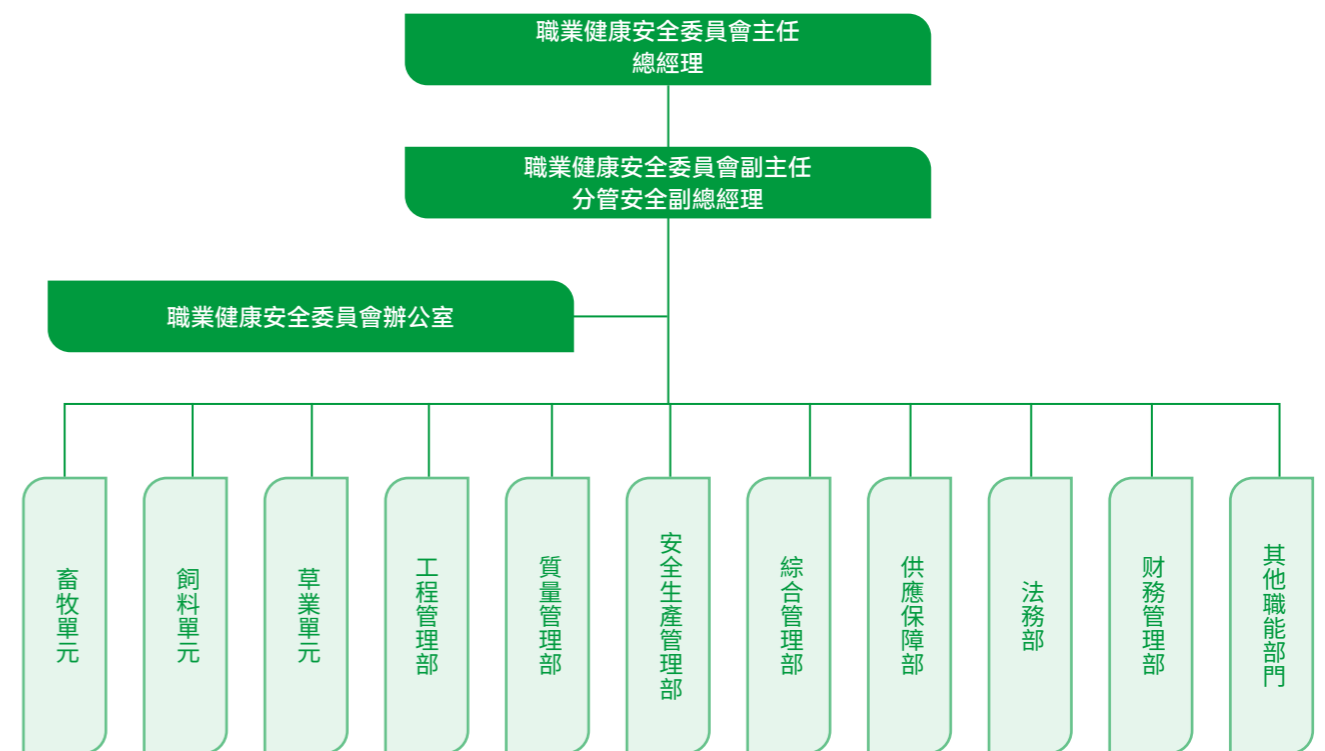 職業健康安全委員會主任
總經理
職業健康安全委員會副主任
分管安全副總經理
職業健康安全委員會辦公室
畜牧單元
飼料單元
草業單元
工程管理部
質量管理部
安全生產管理部
綜合管理部
供應保障部
法務部
财務管理部
其他職能部門